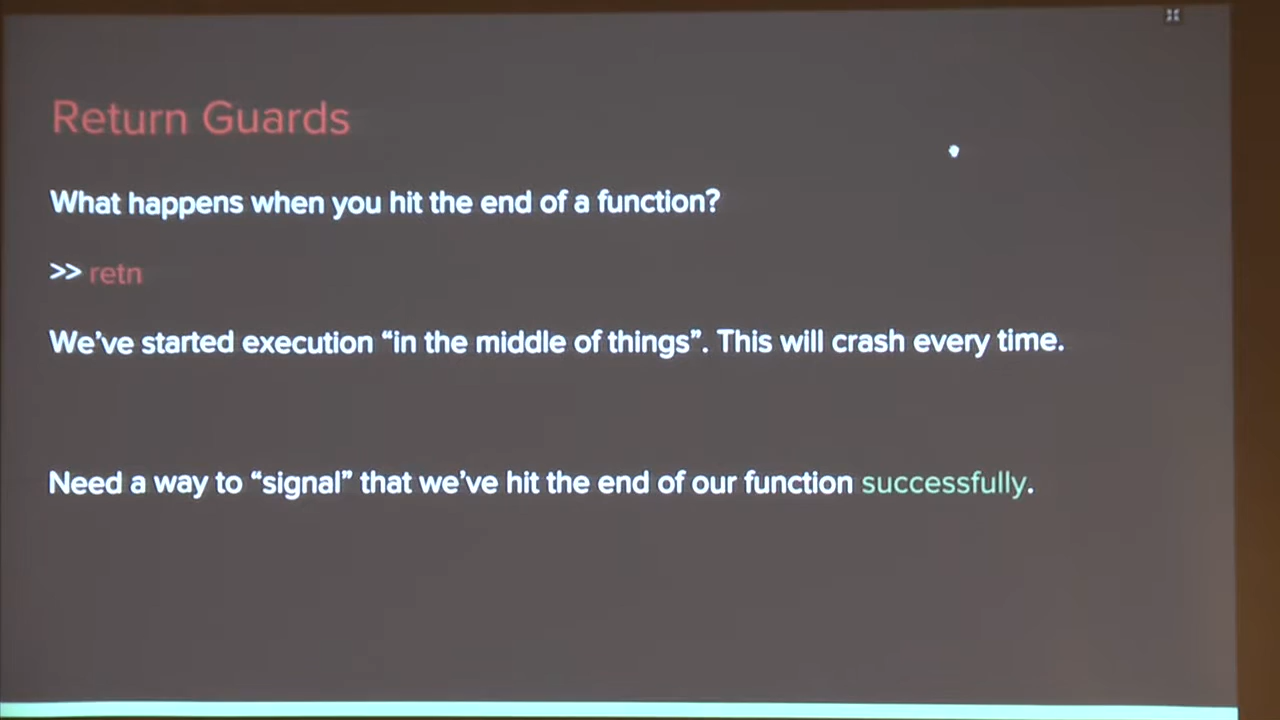 Return Guards
What happens when you hit the end of a function?
>> retn
We’ve started execution “in the middle of things”. This will crash every time.
Need a way to “signal” that we’ve hit the end of our function successfully.